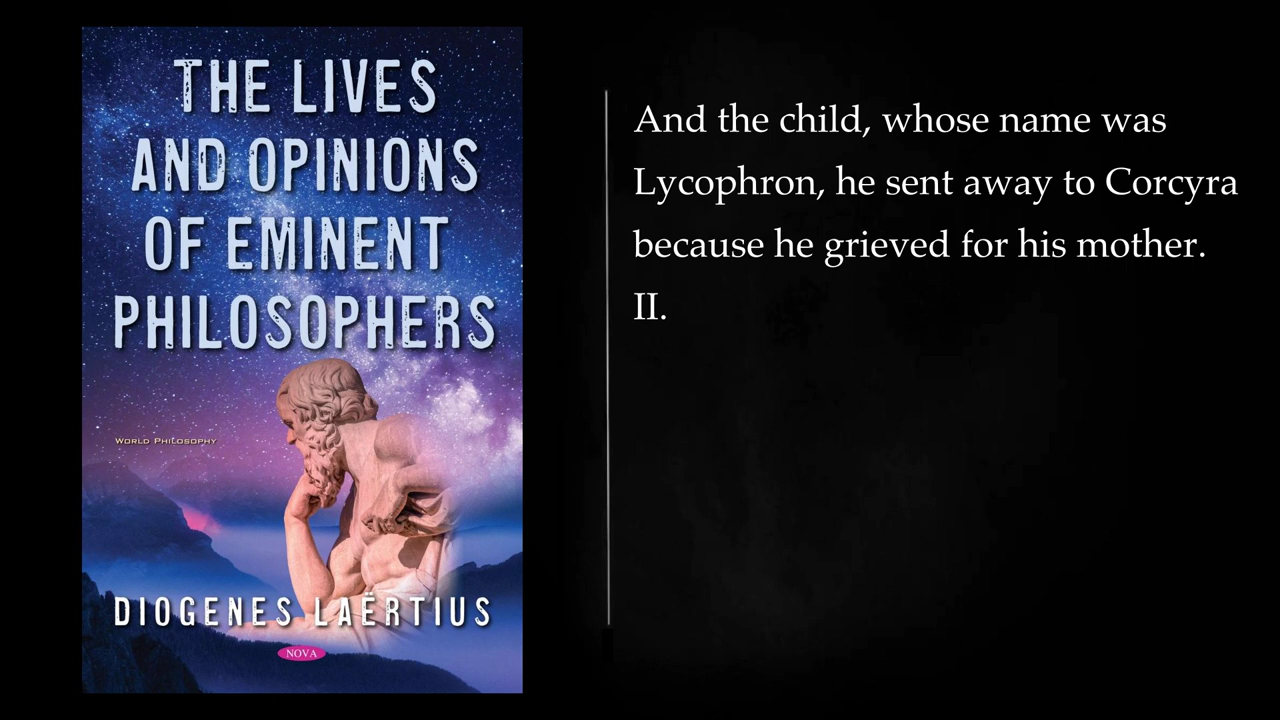 THE LIVES
AND OPINIONS
OF EMINENT
PHILOSOPHERS
WORLD PHILOSOPHY
DIOGENES LAËRTIUS
NOVA
And the child, whose name was
Lycophron, he sent away to Corcyra
because he grieved for his mother.
II.